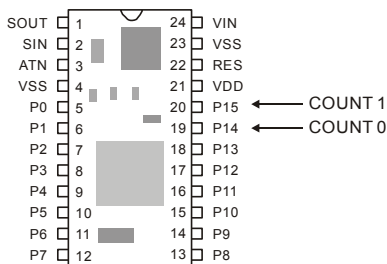 SOUT 1 24 VIN
SIN 2 23 VSS
ATN 3 22 RES
VSS 4 21 VDD
P0 5 20 P15 COUNT 1
P1 6 19 P14 COUNT 0
P2 7 18 P13
P3 8 17 P12
P4 9 16 P11
P5 10 15 P10
P6 11 14 P9
P7 12 13 P8